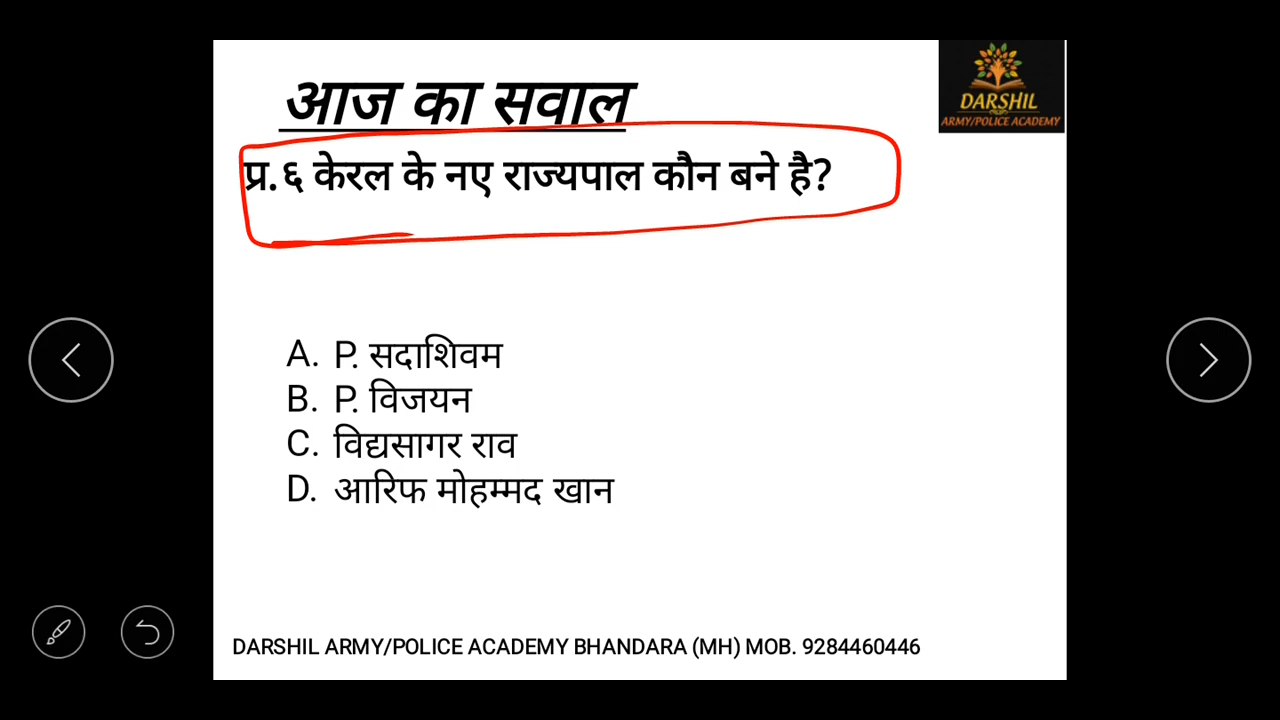 आज का सवाल
DARSHIL
ARMY/POLICE ACADEMY
प्र.६ केरल के नए राज्यपाल कौन बने है?
A. P. सदाशिवम
B. P. विजयन
C. विद्यसागर राव
D. आरिफ मोहम्मद खान
DARSHIL ARMY/POLICE ACADEMY BHANDARA (MH) MOB. 9284460446